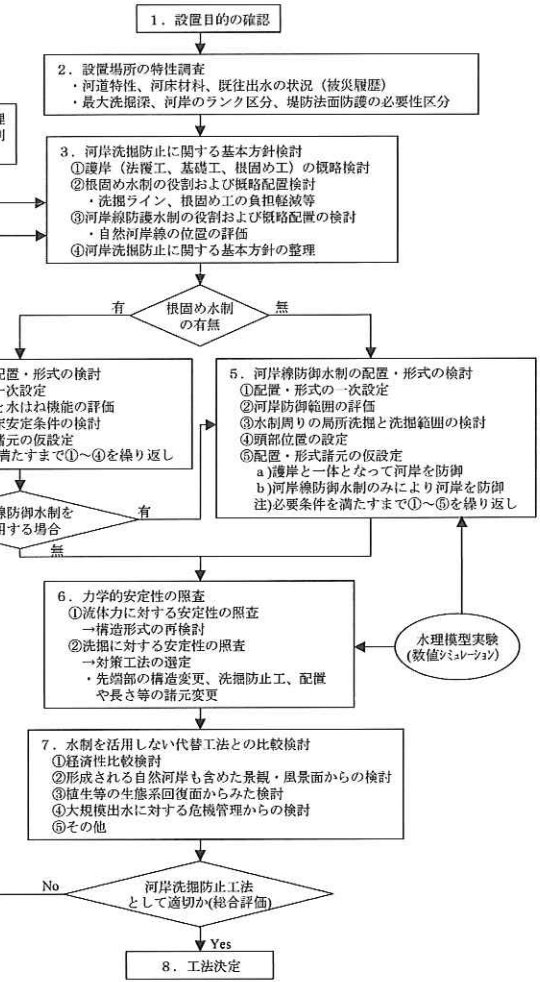 1．設置目的の確認
2．設置場所の特性調査
・河道特性、河床材料、既往出水の状況（被災履歴）
・最大洗掘深、河岸のランク区分、堤防法面防護の必要性区分
理
別
3．河岸洗掘防止に関する基本方針検討
①護岸（法覆工、基礎工、根固め工）の概略検討
②根固め水制の役割および概略配置検討
・洗掘ライン、根固め工の負担軽減等
③河岸線防護水制の役割および概略配置の検討
・自然河岸線の位置の評価
④河岸洗掘防止に関する基本方針の整理
有
根固め水制
の有無
無
配置・形式の検討
一次設定
と水はね機能の評価
安定条件の検討
諸元の仮設定
満たすまで①～④を繰り返し
5．河岸線防御水制の配置・形式の検討
①配置・形式の一次設定
②河岸防御範囲の評価
③水制周りの局所洗掘と洗掘範囲の検討
④頭部位置の設定
⑤配置・形式諸元の仮設定
a)護岸と一体となって河岸を防御
b)河岸線防御水制のみにより河岸を防御
注)必要条件を満たすまで①～⑤を繰り返し
線防御水制を
用する場合
有
無
6．力学的安定性の照査
①流体力に対する安定性の照査
→構造形式の再検討
②洗掘に対する安定性の照査
→対策工法の選定
・先端部の構造変更、洗掘防止工、配置
や長さ等の諸元変更
水理模型実験
(数値ｼﾐｭﾚｰｼｮﾝ)
7．水制を活用しない代替工法との比較検討
①経済性比較検討
②形成される自然河岸も含めた景観・風景面からの検討
③植生等の生態系回復面からみた検討
④大規模出水に対する危機管理からの検討
⑤その他
No
河岸洗掘防止工法
として適切か(総合評価)
Yes
8．工法決定